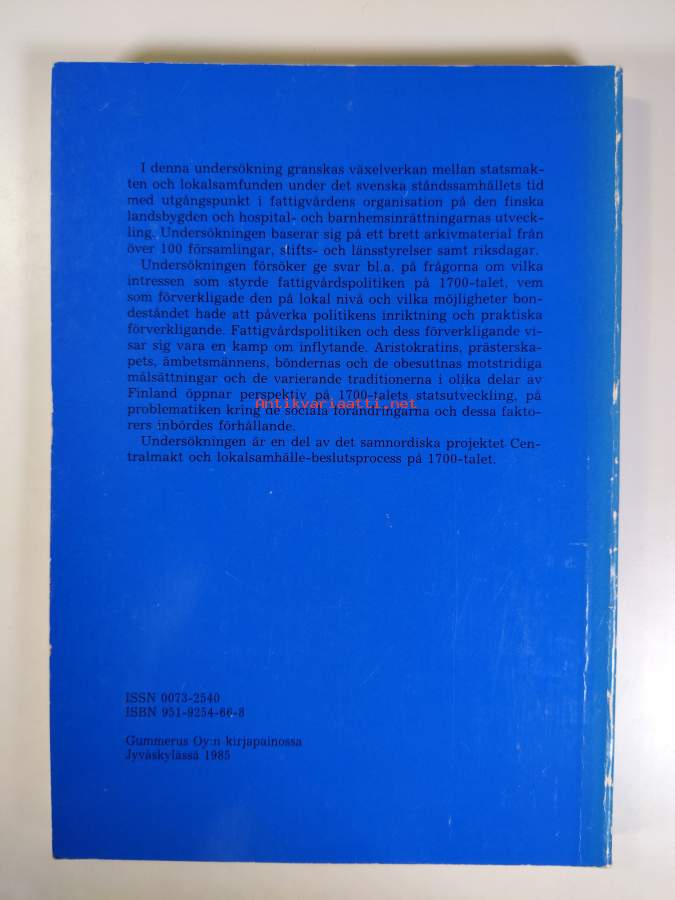 I denna undersökning granskas växelverkan mellan statsmak-
ten och lokalsamfunden under det svenska ståndssamhällets tid
med utgångspunkt i fattigvårdens organisation på den finska
landsbygden och hospital- och barnhemsinrättningarnas utveck-
ling. Undersökningen baserar sig på ett brett arkivmaterial från
över 100 församlingar, stifts- och länsstyrelser samt riksdagar.
Undersökningen försöker ge svar bl.a. på frågorna om vilka
intressen som styrde fattigvårdspolitiken på 1700-talet, vem
som förverkligade den på lokal nivå och vilka möjligheter bon-
deståndet hade att påverka politikens inriktning och praktiska
förverkligande. Fattigvårdspolitiken och dess förverkligande vi-
sar sig vara en kamp om inflytande. Aristokratins, prästerska-
pets, ämbetsmännens, böndernas och de obesuttnas motstridiga
målsättningar och de varierande traditionerna i olika delar av
Finland öppnar perspektiv på 1700-talets statsutveckling, på
Antikvariaatti.net
problematiken kring de sociala förändringarna och dessa fakto-
rers inbördes förhållande.
Undersökningen är en del av det samnordiska projektet Cen-
tralmakt och lokalsamhälle-beslutsprocess på 1700-talet.
ISSN 0073-2540
ISBN 951-9254-66-8
Gummerus Oy:n kirjapainossa
Jyväskylässä 1985